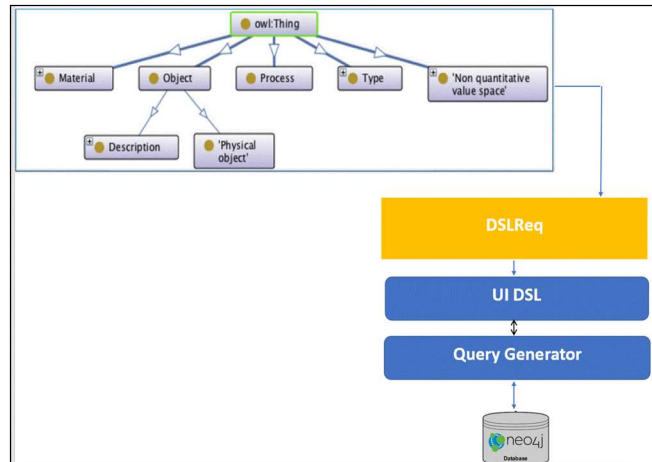 owl:Thing
Material
Object
Process
Type
'Non quantitative
value space'
Description
'Physical
object'
DSLReq
UI DSL
Query Generator
neo4j
Database